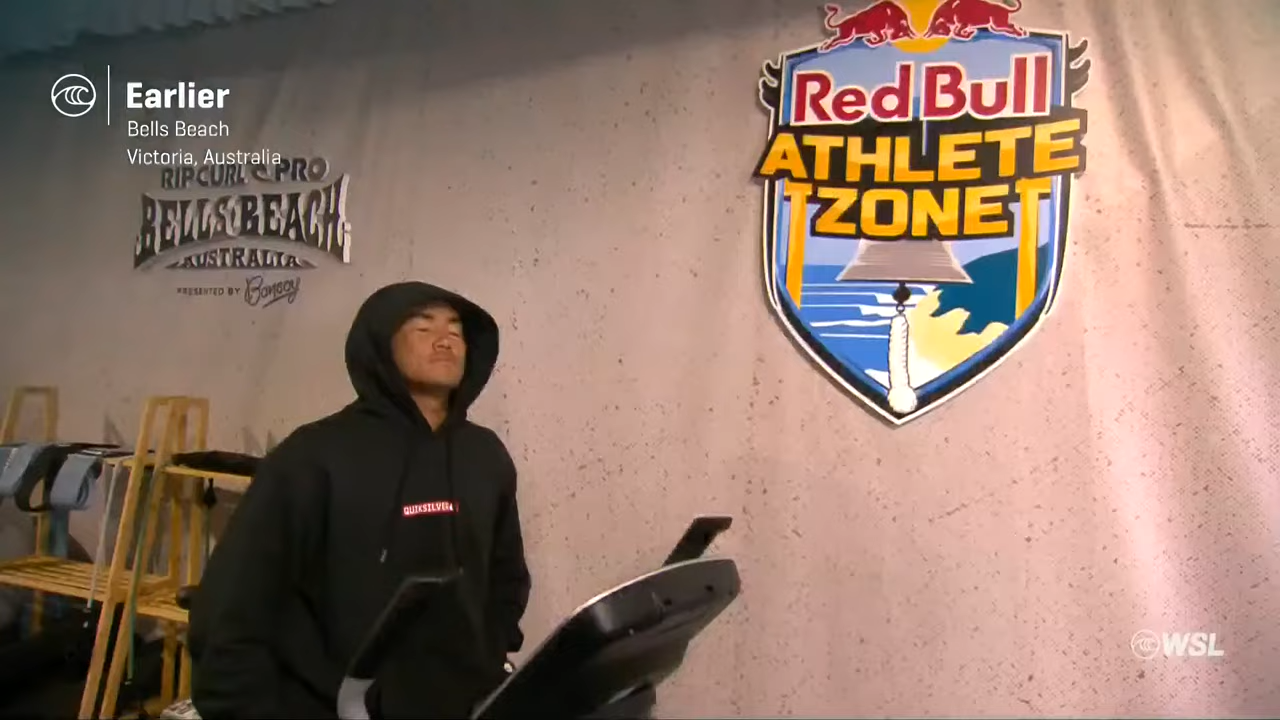 Earlier
Bells Beach
Victoria, Australia
RIP CURL PRO
BELLS BEACH
AUSTRALIA
PRESENTED BY Bonsoy
Red Bull
ATHLETE
ZONE
QUIKSILVER
WSL